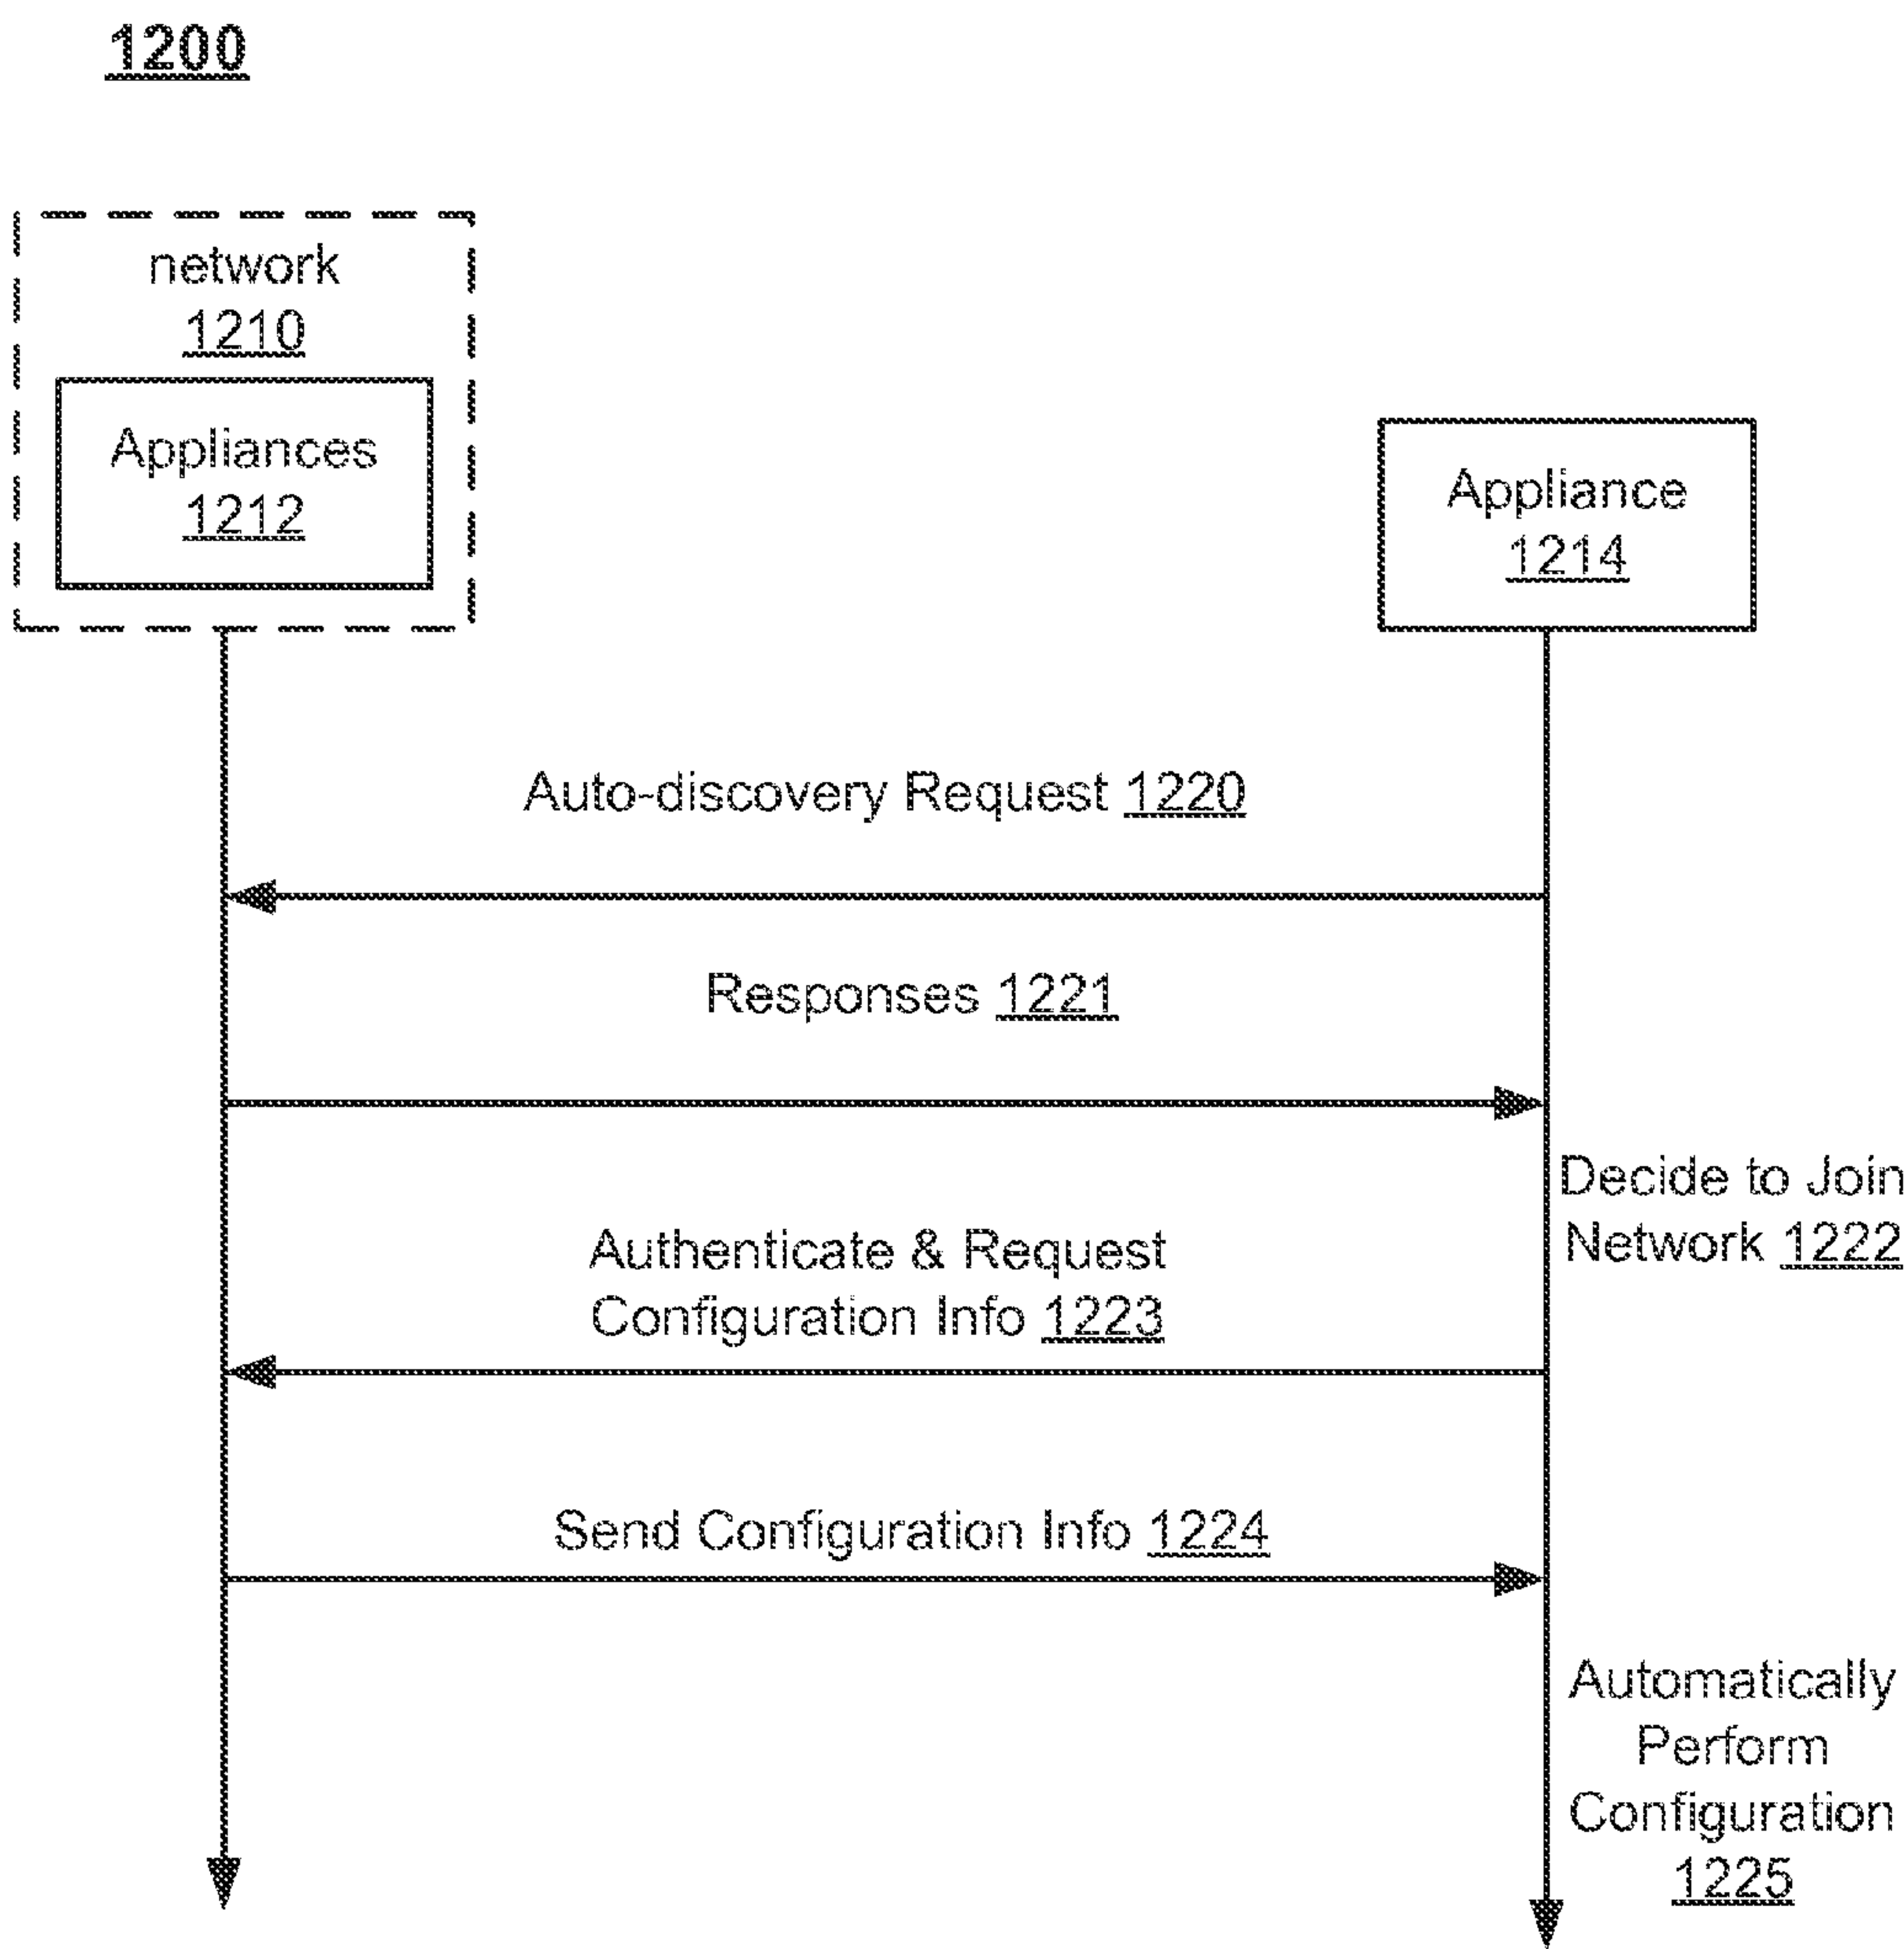 1200
network
1210
Appliances
1212
Appliance
1214
Auto-discovery Request 1220
Responses 1221
Decide to Join
Network 1222
Authenticate & Request
Configuration Info 1223
Send Configuration Info 1224
Automatically
Perform
Configuration
1225